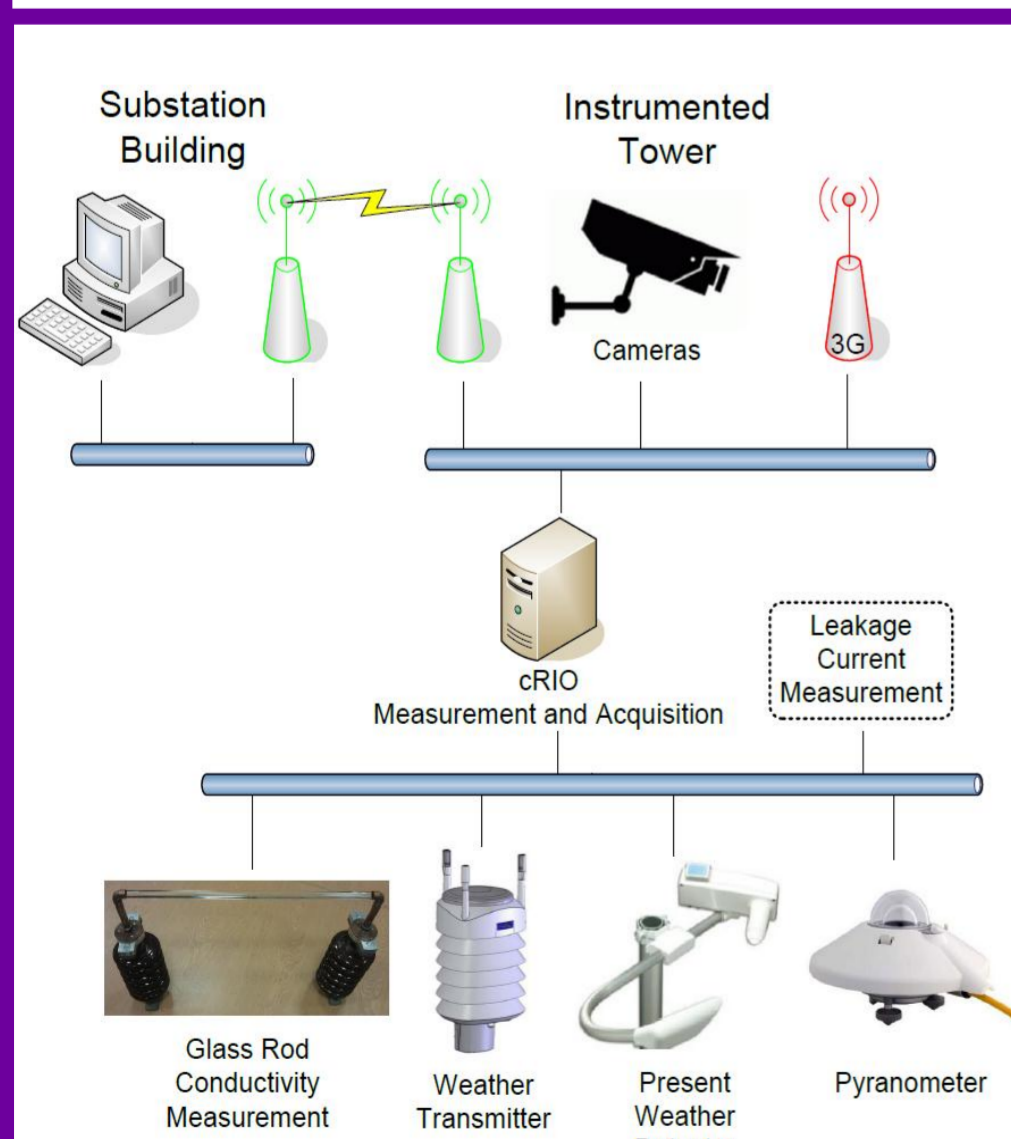 Substation
Building
Instrumented
Tower
Cameras
3G
cRIO
Measurement and Acquisition
Leakage
Current
Measurement
Glass Rod
Conductivity
Measurement
Weather
Transmitter
Present
Weather
Pyranometer